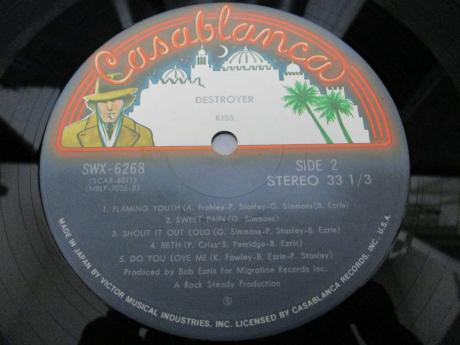 Casablanca
DESTROYER
KISS
SWX-6268
(SCAB-6011)
(NBLP-7025-B)
SIDE 2
STEREO 33 1/3
1. FLAMING YOUTH (A. Frehley-P. Stanley-G. Simmons-B. Ezrin)
2. SWEET PAIN (G. Simmons)
3. SHOUT IT OUT LOUD (G. Simmons-P. Stanley-B. Ezrin)
4. BETH (P. Criss-S. Penridge-B. Ezrin)
5. DO YOU LOVE ME (K. Fowley-B. Ezrin-P. Stanley)
Produced by Bob Ezrin for Migration Records Inc.
A Rock Steady Production
Ⓢ
MADE IN JAPAN BY VICTOR MUSICAL INDUSTRIES, INC. LICENSED BY CASABLANCA RECORDS, INC. U.S.A.